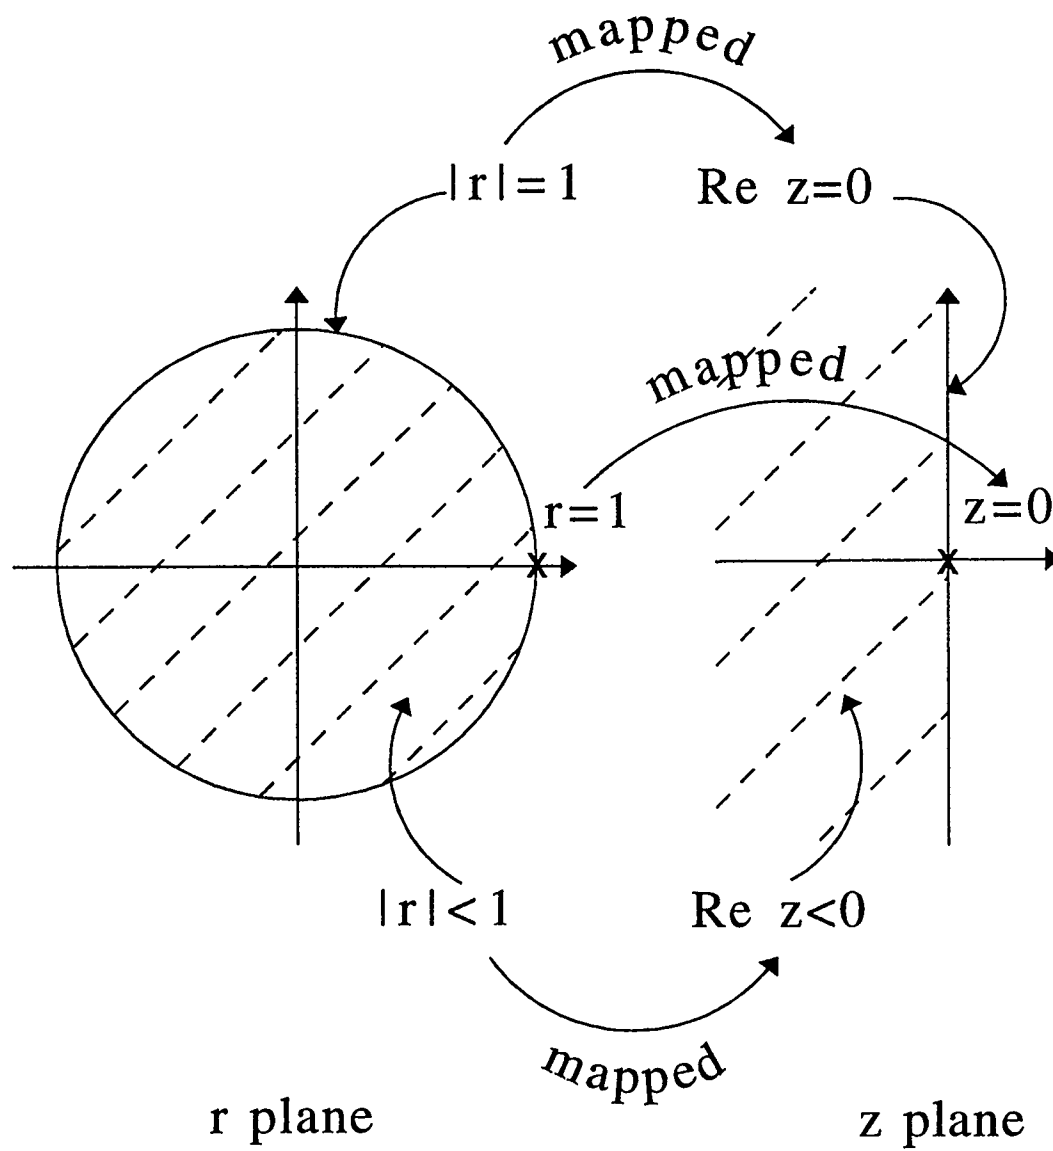 mapped
|r|=1
Re z=0
mapped
r=1
z=0
|r|<1
Re z<0
mapped
r plane
z plane